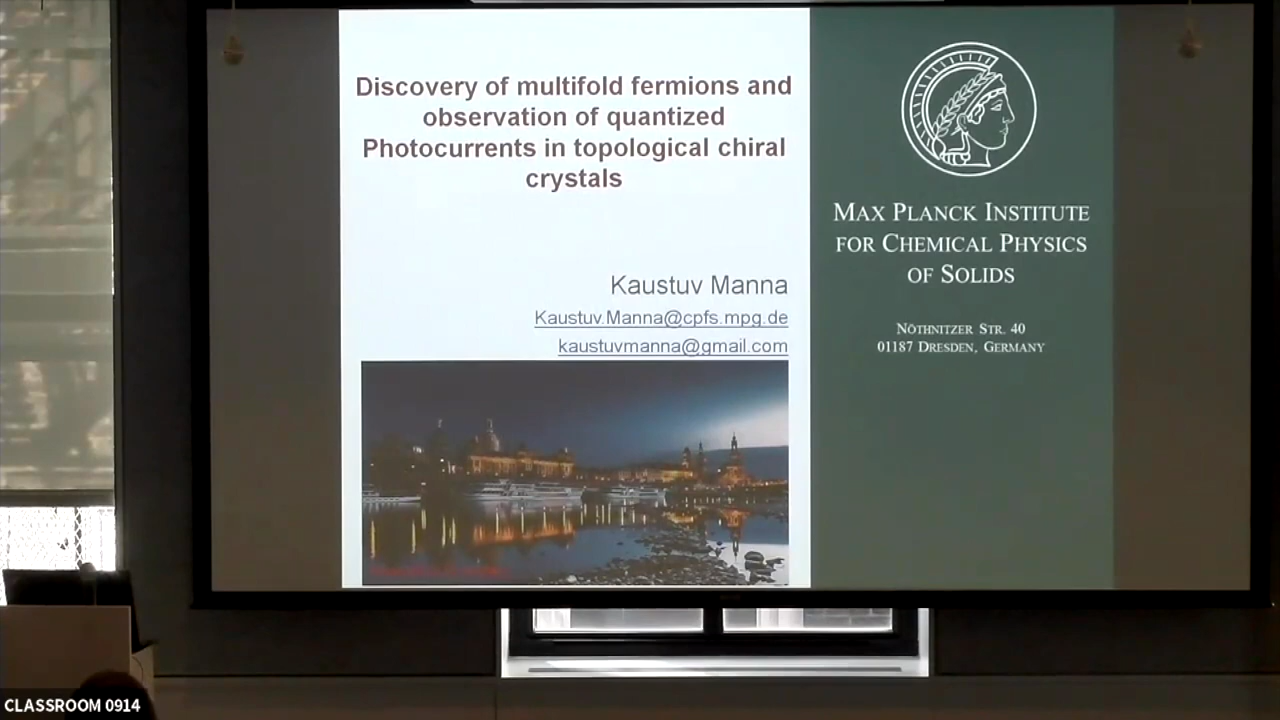 Discovery of multifold fermions and
observation of quantized
Photocurrents in topological chiral
crystals
Kaustuv Manna
Kaustuv.Manna@cpfs.mpg.de
kaustuvmanna@gmail.com
MAX PLANCK INSTITUTE
FOR CHEMICAL PHYSICS
OF SOLIDS
NÖTHNITZER STR. 40
01187 DRESDEN, GERMANY
CLASSROOM 0914